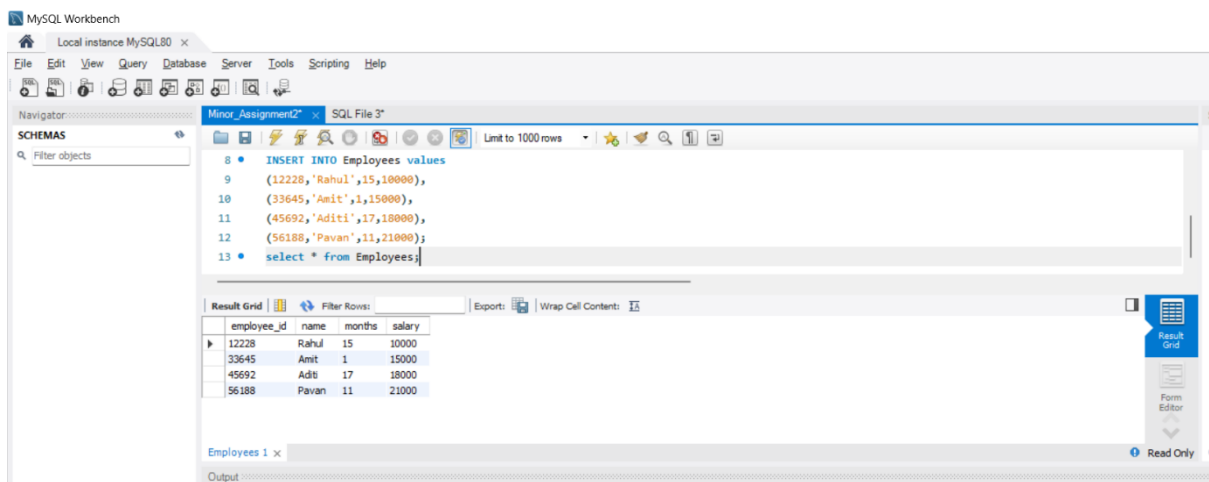 MySQL Workbench
Local instance MySQL80 ×
File Edit View Query Database Server Tools Scripting Help
Navigator
SCHEMAS
Filter objects
Minor_Assignment2* × SQL File 3*
Limit to 1000 rows
8 INSERT INTO Employees values
9 (12228,'Rahul',15,10000),
10 (33645,'Amit',1,15000),
11 (45692,'Aditi',17,18000),
12 (56188,'Pavan',11,21000);
13 select * from Employees;
Result Grid Filter Rows: Export: Wrap Cell Content:
employee_id name months salary
12228 Rahul 15 10000
33645 Amit 1 15000
45692 Aditi 17 18000
56188 Pavan 11 21000
Result
Grid
Form
Editor
Employees 1 ×
Read Only
Output